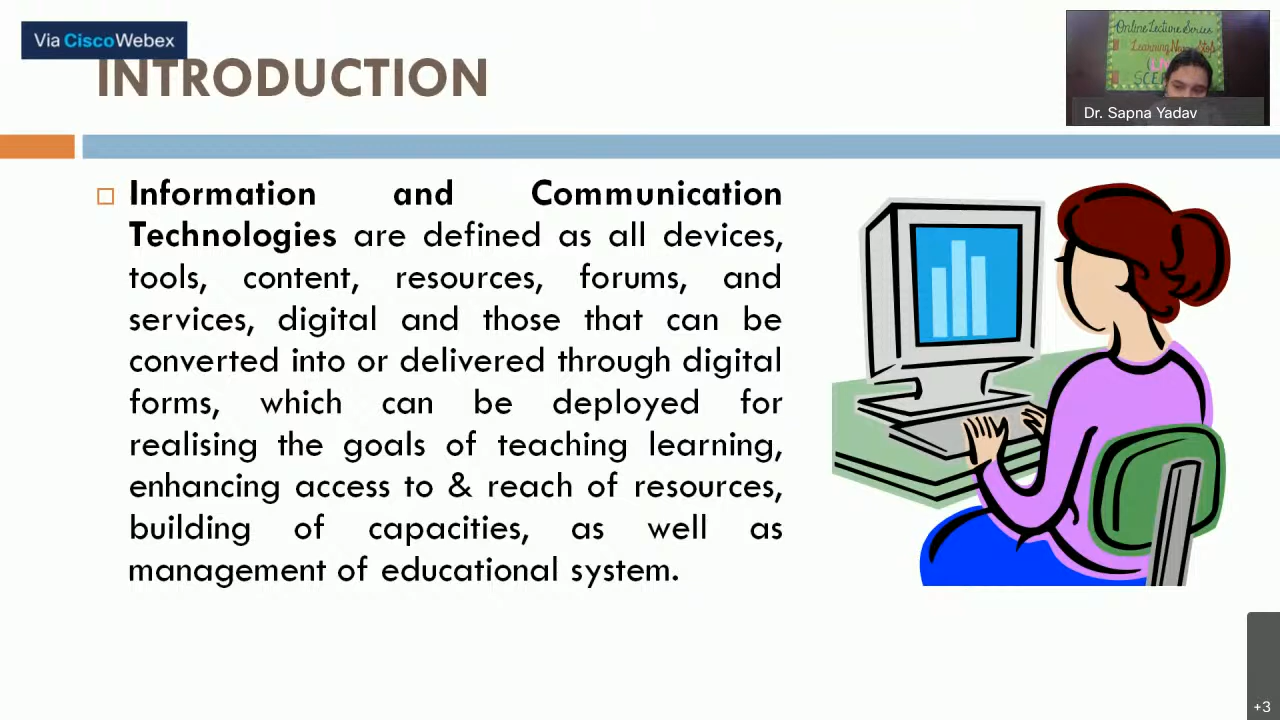 Via CiscoWebex
INTRODUCTION
Online Lecture Series
Dr. Sapna Yadav
Information and Communication
Technologies are defined as all devices,
tools, content, resources, forums, and
services, digital and those that can be
converted into or delivered through digital
forms, which can be deployed for
realising the goals of teaching learning,
enhancing access to & reach of resources,
building of capacities, as well as
management of educational system.
+3